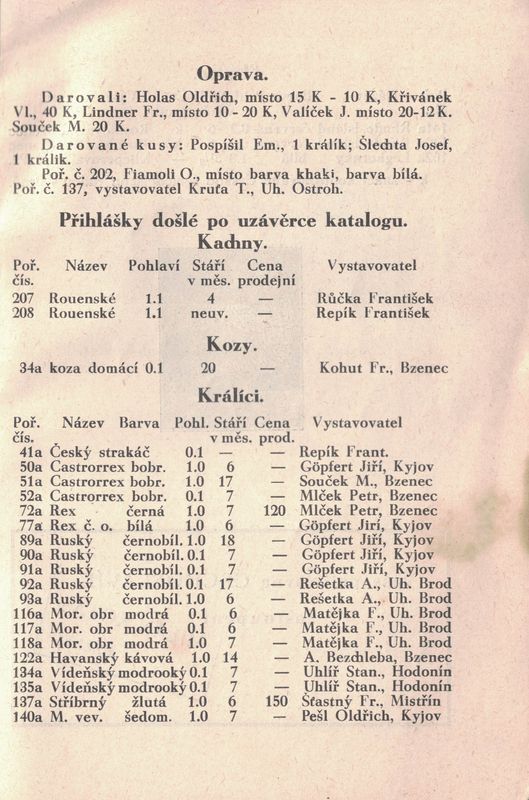 Oprava.
Darovali: Holas Oldřich, místo 15 K - 10 K, Křivánek
Vl., 40 K, Lindner Fr., místo 10 - 20 K, Valíček J. místo 20-12 K.
Souček M. 20 K.
Darované kusy: Pospíšil Em., 1 králík; Šlechta Josef,
1 králik.
Poř. č. 202, Fiamoli O., místo barva khaki, barva bílá.
Poř. č. 137, vystavovatel Kruťa T., Uh. Ostroh.
Přihlášky došlé po uzávěrce katalogu.
Kachny.
Poř. Název Pohlaví Stáří Cena Vystavovatel
čís. v měs. prodejní
207 Rouenské 1.1 4 — Růčka František
208 Rouenské 1.1 neuv. — Repík František
Kozy.
34a koza domácí 0.1 20 — Kohut Fr., Bzenec
Králíci.
Poř. Název Barva Pohl. Stáří Cena Vystavovatel
čís. v měs. prod.
41a Český strakáč 0.1 — — Repík Frant.
50a Castrorrex bobr. 1.0 6 — Göpfert Jiří, Kyjov
51a Castrorrex bobr. 1.0 17 — Souček M., Bzenec
52a Castrorrex bobr. 0.1 7 — Mlček Petr, Bzenec
72a Rex černá 1.0 7 120 Mlček Petr, Bzenec
77a Rex č. o. bílá 1.0 6 — Göpfert Jirí, Kyjov
89a Ruský černobíl. 1.0 18 — Göpfert Jiří, Kyjov
90a Ruský černobíl. 0.1 7 — Göpfert Jiří, Kyjov
91a Ruský černobíl. 0.1 7 — Göpfert Jiří, Kyjov
92a Ruský černobíl. 0.1 17 — Rešetka A., Uh. Brod
93a Ruský černobíl. 1.0 6 — Rešetka A., Uh. Brod
116a Mor. obr modrá 0.1 6 — Matějka F., Uh. Brod
117a Mor. obr modrá 0.1 6 — Matějka F., Uh. Brod
118a Mor. obr modrá 1.0 7 — Matějka F., Uh. Brod
122a Havanský kávová 1.0 14 — A. Bezchleba, Bzenec
134a Vídeňský modrooký 0.1 7 — Uhlíř Stan., Hodonín
135a Vídeňský modrooký 0.1 7 — Uhlíř Stan., Hodonín
137a Stříbrný žlutá 1.0 6 150 Šťastný Fr., Mistřín
140a M. vev. šedom. 1.0 7 — Pešl Oldřich, Kyjov